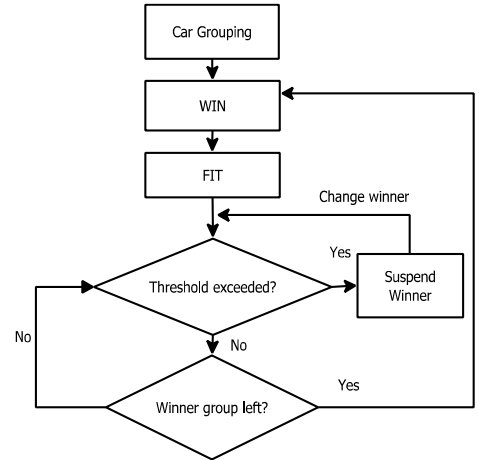 Car Grouping
WIN
FIT
Change winner
Yes
Threshold exceeded?
Suspend
Winner
No
No
Yes
Winner group left?